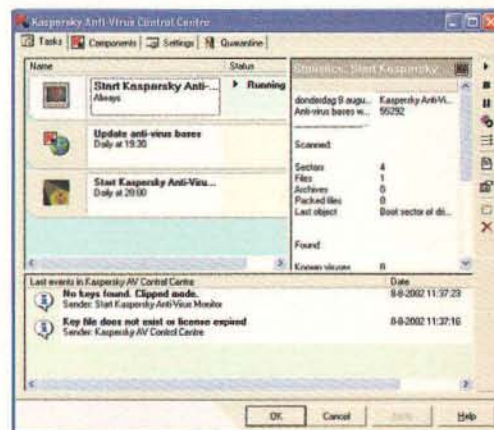 Kaspersky Anti-Virus Control Centre
Tasks Components Settings Quarantine
Name Status
Start Kaspersky Anti-... Running
Always
Update anti-virus bases
Daily at 19:30
Start Kaspersky Anti-Viru...
Daily at 20:00
Statistics, Start Kaspersky
donderdag 9 augu... Kaspersky Anti-Vi...
Anti-virus bases w... 55292
Scanned:
Sectors 4
Files 1
Archives 0
Packed files 0
Last object Boot sector of di...
Found
Known viruses 0
Last events in Kaspersky AV Control Centre Date
No keys found. Clipped mode. 8-8-2002 11:37:23
Sender: Start Kaspersky Anti-Virus Monitor
Key file does not exist or license expired 8-8-2002 11:37:16
Sender: Kaspersky AV Control Centre
OK Cancel Apply Help